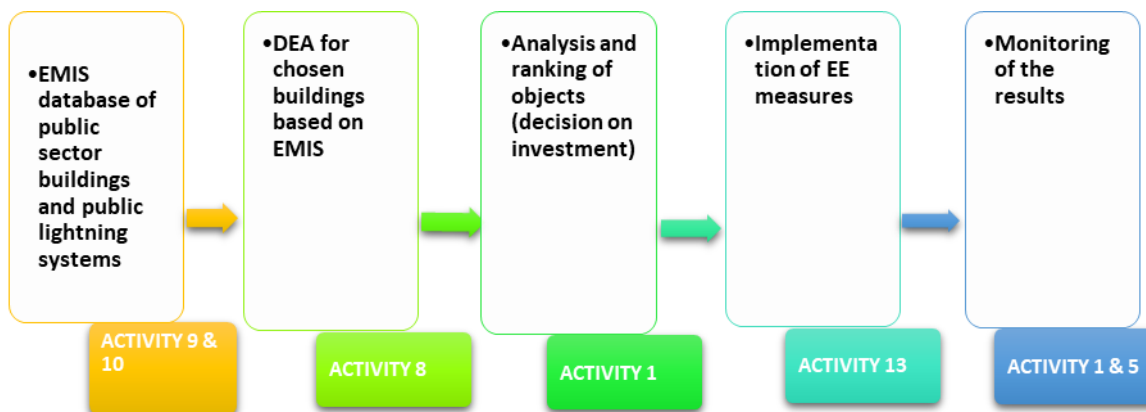 •EMIS
database of
public
sector
buildings
and public
lightning
systems
ACTIVITY 9 &
10
•DEA for
chosen
buildings
based on
EMIS
ACTIVITY 8
•Analysis and
ranking of
objects
(decision on
investment)
ACTIVITY 1
•Implementa
tion of EE
measures
ACTIVITY 13
•Monitoring
of the
results
ACTIVITY 1 & 5